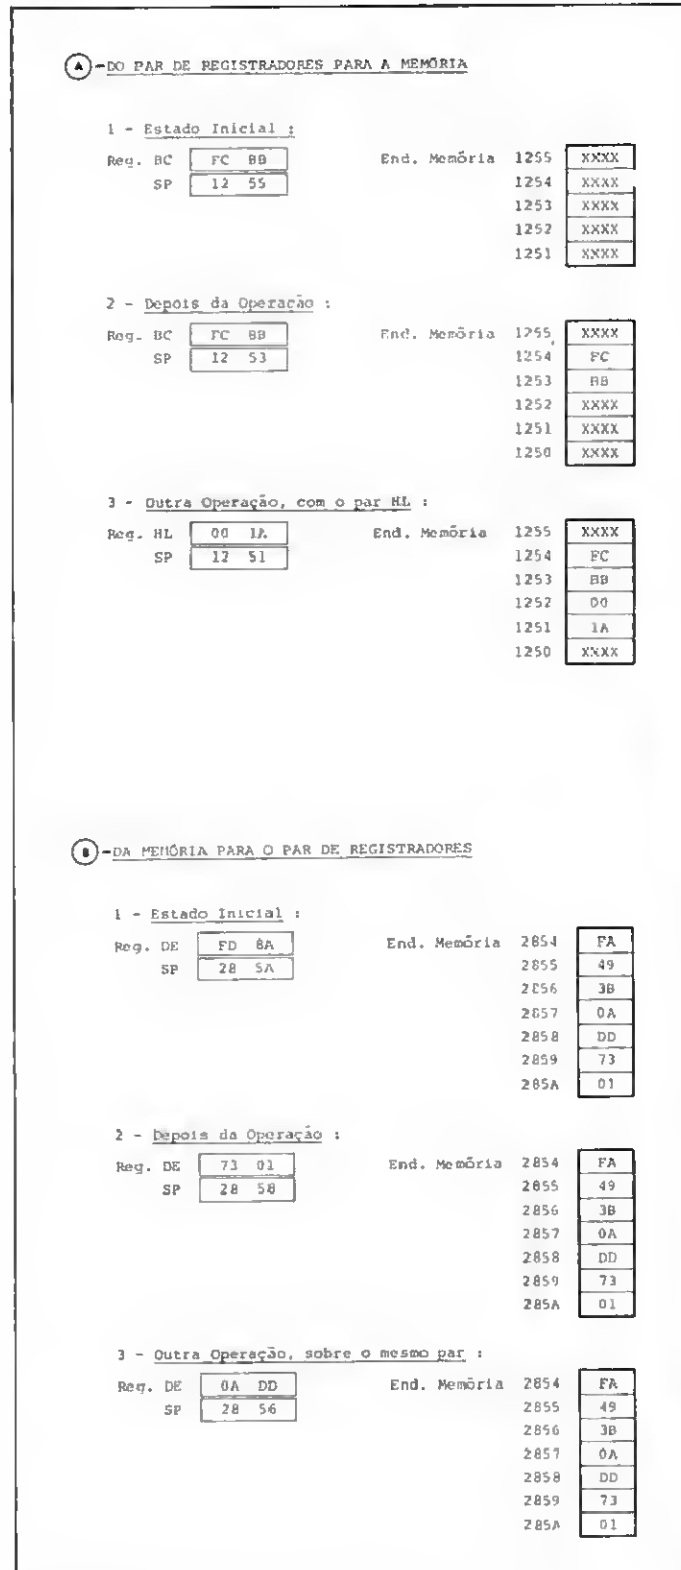 A - DO PAR DE REGISTRADORES PARA A MEMÓRIA
1 - Estado Inicial :
Reg. BC FC BB End. Memória 1255 XXXX
SP 12 55 1254 XXXX
1253 XXXX
1252 XXXX
1251 XXXX
2 - Depois da Operação :
Reg. BC FC BB End. Memória 1255 XXXX
SP 12 53 1254 FC
1253 BB
1252 XXXX
1251 XXXX
1250 XXXX
3 - Outra Operação, com o par HL :
Reg. HL 00 1A End. Memória 1255 XXXX
SP 12 51 1254 FC
1253 BB
1252 00
1251 1A
1250 XXXX
B - DA MEMÓRIA PARA O PAR DE REGISTRADORES
1 - Estado Inicial :
Reg. DE FD 8A End. Memória 2854 FA
SP 28 5A 2855 49
2856 3B
2857 0A
2858 DD
2859 73
285A 01
2 - Depois da Operação :
Reg. DE 73 01 End. Memória 2854 FA
SP 28 58 2855 49
2856 3B
2857 0A
2858 DD
2859 73
285A 01
3 - Outra Operação, sobre o mesmo par :
Reg. DE 0A DD End. Memória 2854 FA
SP 28 56 2855 49
2856 3B
2857 0A
2858 DD
2859 73
285A 01